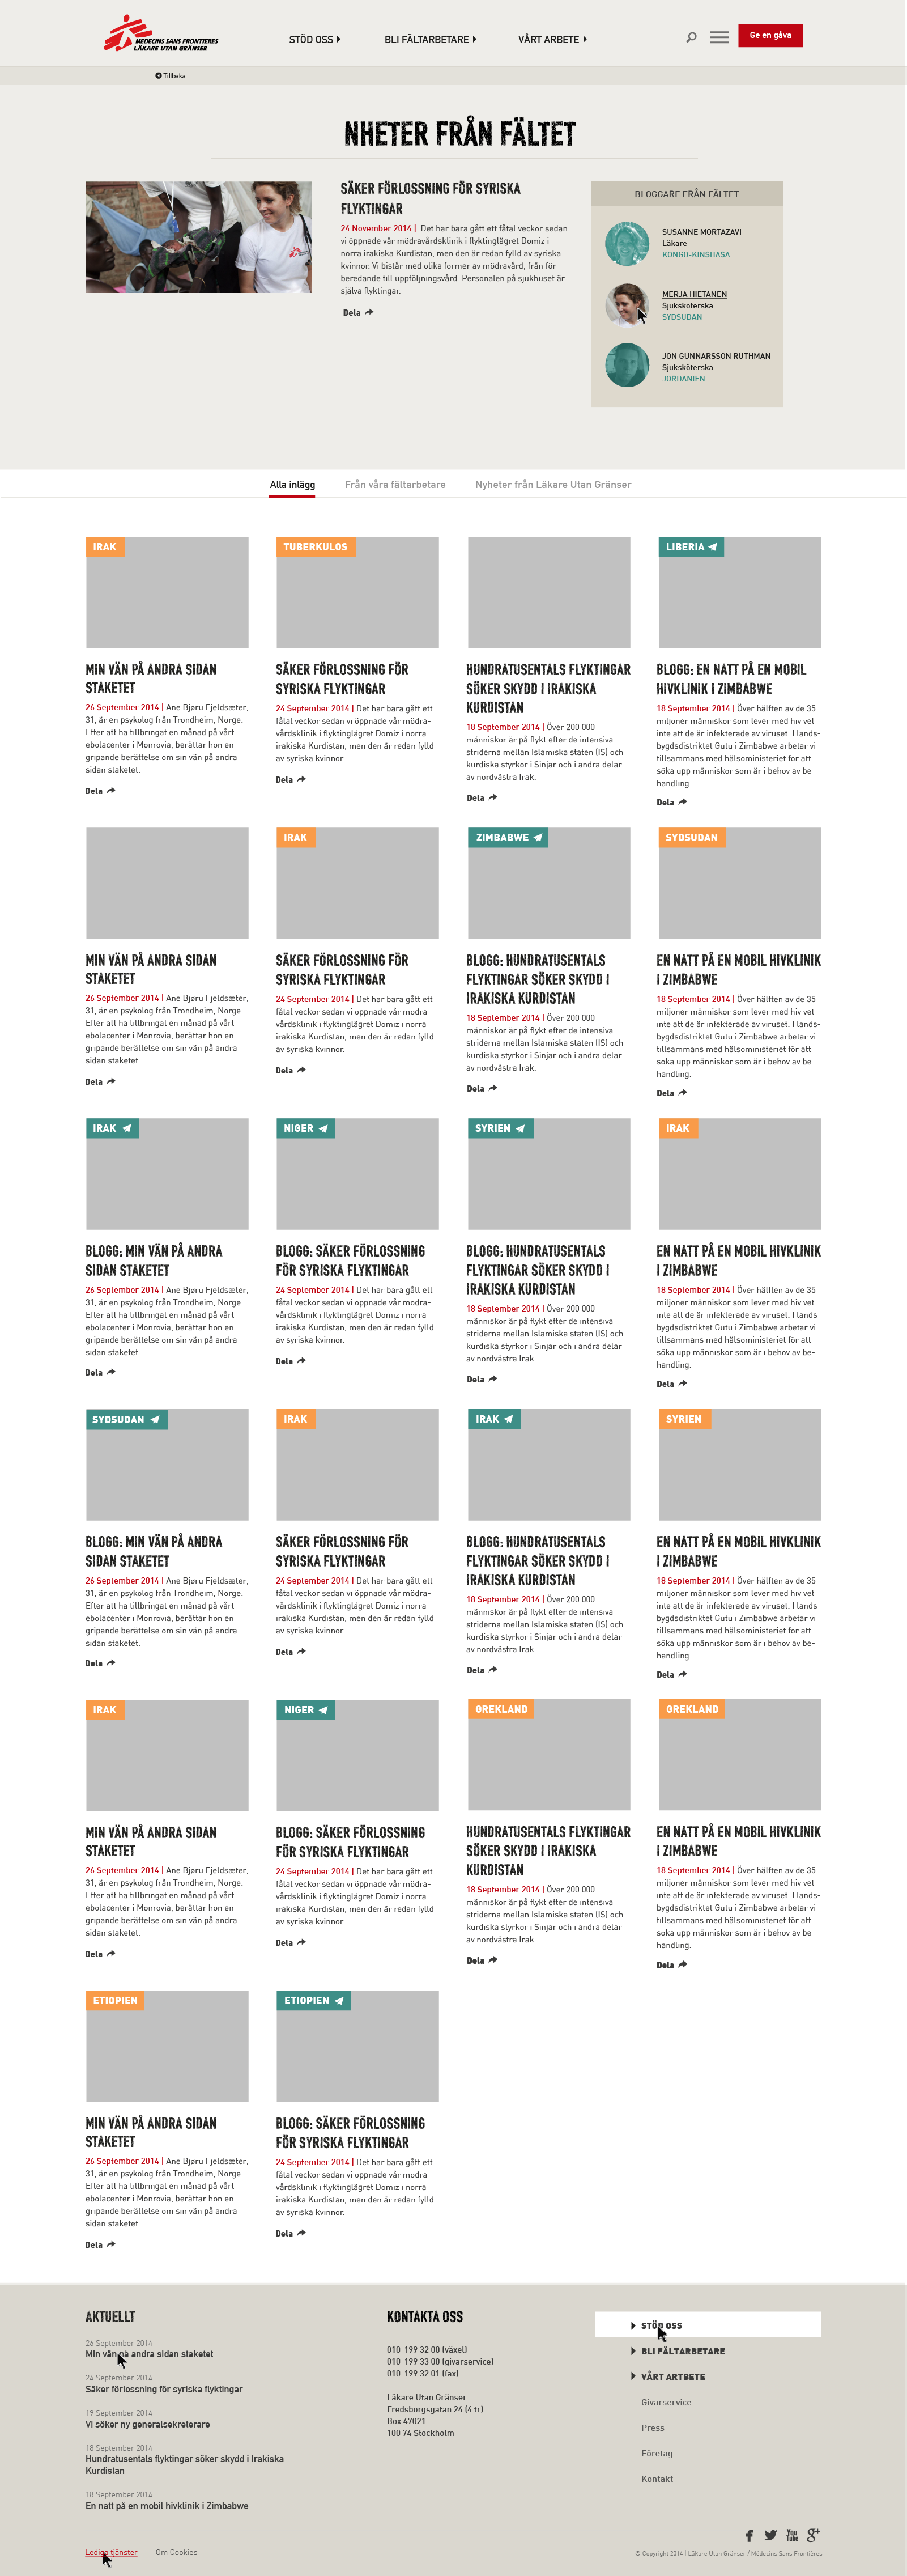 MEDECINS SANS FRONTIERES
LÄKARE UTAN GRÄNSER
STÖD OSS
BLI FÄLTARBETARE
VÅRT ARBETE
Ge en gåva
Tillbaka
NHETER FRÅN FÄLTET
SÄKER FÖRLOSSNING FÖR SYRISKA
FLYKTINGAR
24 November 2014 | Det har bara gått ett fåtal veckor sedan
vi öppnade vår mödravårdsklinik i flyktinglägret Domiz i
norra irakiska Kurdistan, men den är redan fylld av syriska
kvinnor. Vi bistår med olika former av mödravård, från för-
beredande till uppföljningsvård. Personalen på sjukhuset är
själva flyktingar.
Dela
BLOGGARE FRÅN FÄLTET
SUSANNE MORTAZAVI
Läkare
KONGO-KINSHASA
MERJA HIETANEN
Sjuksköterska
SYDSUDAN
JON GUNNARSSON RUTHMAN
Sjuksköterska
JORDANIEN
Alla inlägg
Från våra fältarbetare
Nyheter från Läkare Utan Gränser
IRAK
MIN VÄN PÅ ANDRA SIDAN
STAKETET
26 September 2014 | Ane Bjøru Fjeldsæter,
31, är en psykolog från Trondheim, Norge.
Efter att ha tillbringat en månad på vårt
ebolacenter i Monrovia, berättar hon en
gripande berättelse om sin vän på andra
sidan staketet.
Dela
TUBERKULOS
SÄKER FÖRLOSSNING FÖR
SYRISKA FLYKTINGAR
24 September 2014 | Det har bara gått ett
fåtal veckor sedan vi öppnade vår mödra-
vårdsklinik i flyktinglägret Domiz i norra
irakiska Kurdistan, men den är redan fylld
av syriska kvinnor.
Dela
HUNDRATUSENTALS FLYKTINGAR
SÖKER SKYDD I IRAKISKA
KURDISTAN
18 September 2014 | Över 200 000
människor är på flykt efter de intensiva
striderna mellan Islamiska staten (IS) och
kurdiska styrkor i Sinjar och i andra delar
av nordvästra Irak.
Dela
LIBERIA
BLOGG: EN NATT PÅ EN MOBIL
HIVKLINIK I ZIMBABWE
18 September 2014 | Över hälften av de 35
miljoner människor som lever med hiv vet
inte att de är infekterade av viruset. I lands-
bygdsdistriktet Gutu i Zimbabwe arbetar vi
tillsammans med hälsoministeriet för att
söka upp människor som är i behov av be-
handling.
Dela
MIN VÄN PÅ ANDRA SIDAN
STAKETET
26 September 2014 | Ane Bjøru Fjeldsæter,
31, är en psykolog från Trondheim, Norge.
Efter att ha tillbringat en månad på vårt
ebolacenter i Monrovia, berättar hon en
gripande berättelse om sin vän på andra
sidan staketet.
Dela
IRAK
SÄKER FÖRLOSSNING FÖR
SYRISKA FLYKTINGAR
24 September 2014 | Det har bara gått ett
fåtal veckor sedan vi öppnade vår mödra-
vårdsklinik i flyktinglägret Domiz i norra
irakiska Kurdistan, men den är redan fylld
av syriska kvinnor.
Dela
ZIMBABWE
BLOGG: HUNDRATUSENTALS
FLYKTINGAR SÖKER SKYDD I
IRAKISKA KURDISTAN
18 September 2014 | Över 200 000
människor är på flykt efter de intensiva
striderna mellan Islamiska staten (IS) och
kurdiska styrkor i Sinjar och i andra delar
av nordvästra Irak.
Dela
SYDSUDAN
EN NATT PÅ EN MOBIL HIVKLINIK
I ZIMBABWE
18 September 2014 | Över hälften av de 35
miljoner människor som lever med hiv vet
inte att de är infekterade av viruset. I lands-
bygdsdistriktet Gutu i Zimbabwe arbetar vi
tillsammans med hälsoministeriet för att
söka upp människor som är i behov av be-
handling.
Dela
IRAK
BLOGG: MIN VÄN PÅ ANDRA
SIDAN STAKETET
26 September 2014 | Ane Bjøru Fjeldsæter,
31, är en psykolog från Trondheim, Norge.
Efter att ha tillbringat en månad på vårt
ebolacenter i Monrovia, berättar hon en
gripande berättelse om sin vän på andra
sidan staketet.
Dela
NIGER
BLOGG: SÄKER FÖRLOSSNING
FÖR SYRISKA FLYKTINGAR
24 September 2014 | Det har bara gått ett
fåtal veckor sedan vi öppnade vår mödra-
vårdsklinik i flyktinglägret Domiz i norra
irakiska Kurdistan, men den är redan fylld
av syriska kvinnor.
Dela
SYRIEN
BLOGG: HUNDRATUSENTALS
FLYKTINGAR SÖKER SKYDD I
IRAKISKA KURDISTAN
18 September 2014 | Över 200 000
människor är på flykt efter de intensiva
striderna mellan Islamiska staten (IS) och
kurdiska styrkor i Sinjar och i andra delar
av nordvästra Irak.
Dela
IRAK
EN NATT PÅ EN MOBIL HIVKLINIK
I ZIMBABWE
18 September 2014 | Över hälften av de 35
miljoner människor som lever med hiv vet
inte att de är infekterade av viruset. I lands-
bygdsdistriktet Gutu i Zimbabwe arbetar vi
tillsammans med hälsoministeriet för att
söka upp människor som är i behov av be-
handling.
Dela
SYDSUDAN
BLOGG: MIN VÄN PÅ ANDRA
SIDAN STAKETET
26 September 2014 | Ane Bjøru Fjeldsæter,
31, är en psykolog från Trondheim, Norge.
Efter att ha tillbringat en månad på vårt
ebolacenter i Monrovia, berättar hon en
gripande berättelse om sin vän på andra
sidan staketet.
Dela
IRAK
SÄKER FÖRLOSSNING FÖR
SYRISKA FLYKTINGAR
24 September 2014 | Det har bara gått ett
fåtal veckor sedan vi öppnade vår mödra-
vårdsklinik i flyktinglägret Domiz i norra
irakiska Kurdistan, men den är redan fylld
av syriska kvinnor.
Dela
IRAK
BLOGG: HUNDRATUSENTALS
FLYKTINGAR SÖKER SKYDD I
IRAKISKA KURDISTAN
18 September 2014 | Över 200 000
människor är på flykt efter de intensiva
striderna mellan Islamiska staten (IS) och
kurdiska styrkor i Sinjar och i andra delar
av nordvästra Irak.
Dela
SYRIEN
EN NATT PÅ EN MOBIL HIVKLINIK
I ZIMBABWE
18 September 2014 | Över hälften av de 35
miljoner människor som lever med hiv vet
inte att de är infekterade av viruset. I lands-
bygdsdistriktet Gutu i Zimbabwe arbetar vi
tillsammans med hälsoministeriet för att
söka upp människor som är i behov av be-
handling.
Dela
IRAK
MIN VÄN PÅ ANDRA SIDAN
STAKETET
26 September 2014 | Ane Bjøru Fjeldsæter,
31, är en psykolog från Trondheim, Norge.
Efter att ha tillbringat en månad på vårt
ebolacenter i Monrovia, berättar hon en
gripande berättelse om sin vän på andra
sidan staketet.
Dela
NIGER
BLOGG: SÄKER FÖRLOSSNING
FÖR SYRISKA FLYKTINGAR
24 September 2014 | Det har bara gått ett
fåtal veckor sedan vi öppnade vår mödra-
vårdsklinik i flyktinglägret Domiz i norra
irakiska Kurdistan, men den är redan fylld
av syriska kvinnor.
Dela
GREKLAND
HUNDRATUSENTALS FLYKTINGAR
SÖKER SKYDD I IRAKISKA
KURDISTAN
18 September 2014 | Över 200 000
människor är på flykt efter de intensiva
striderna mellan Islamiska staten (IS) och
kurdiska styrkor i Sinjar och i andra delar
av nordvästra Irak.
Dela
GREKLAND
EN NATT PÅ EN MOBIL HIVKLINIK
I ZIMBABWE
18 September 2014 | Över hälften av de 35
miljoner människor som lever med hiv vet
inte att de är infekterade av viruset. I lands-
bygdsdistriktet Gutu i Zimbabwe arbetar vi
tillsammans med hälsoministeriet för att
söka upp människor som är i behov av be-
handling.
Dela
ETIOPIEN
MIN VÄN PÅ ANDRA SIDAN
STAKETET
26 September 2014 | Ane Bjøru Fjeldsæter,
31, är en psykolog från Trondheim, Norge.
Efter att ha tillbringat en månad på vårt
ebolacenter i Monrovia, berättar hon en
gripande berättelse om sin vän på andra
sidan staketet.
Dela
ETIOPIEN
BLOGG: SÄKER FÖRLOSSNING
FÖR SYRISKA FLYKTINGAR
24 September 2014 | Det har bara gått ett
fåtal veckor sedan vi öppnade vår mödra-
vårdsklinik i flyktinglägret Domiz i norra
irakiska Kurdistan, men den är redan fylld
av syriska kvinnor.
Dela
AKTUELLT
26 September 2014
Min vän på andra sidan staketet
24 September 2014
Säker förlossning för syriska flyktingar
19 September 2014
Vi söker ny generalsekreterare
18 September 2014
Hundratusentals flyktingar söker skydd i Irakiska
Kurdistan
18 September 2014
En natt på en mobil hivklinik i Zimbabwe
Lediga tjänster
Om Cookies
KONTAKTA OSS
010-199 32 00 (växel)
010-199 33 00 (givarservice)
010-199 32 01 (fax)
Läkare Utan Gränser
Fredsborgsgatan 24 (4 tr)
Box 47021
100 74 Stockholm
STÖD OSS
BLI FÄLTARBETARE
VÅRT ARTBETE
Givarservice
Press
Företag
Kontakt
You
Tube
© Copyright 2014 | Läkare Utan Gränser / Médecins Sans Frontières